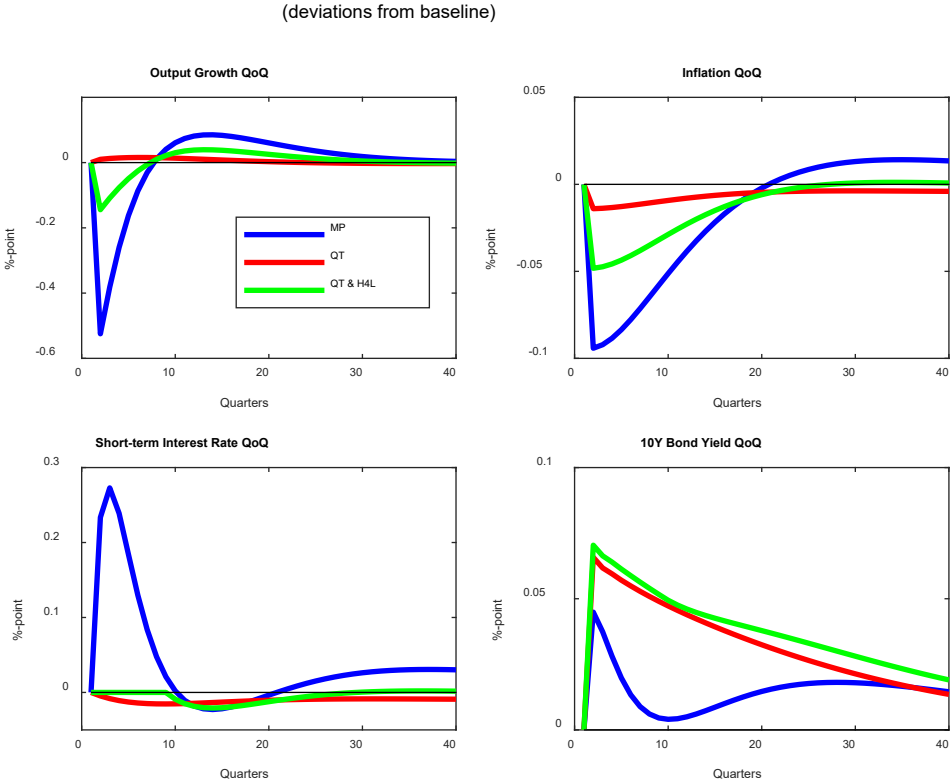 (deviations from baseline)
Output Growth QoQ
0
-0.2
-0.4
-0.6
%-point
MP
QT
QT & H4L
0 10 20 30 40
Quarters
Inflation QoQ
0.05
0
-0.05
-0.1
%-point
0 10 20 30 40
Quarters
Short-term Interest Rate QoQ
0.3
0.2
0.1
0
%-point
0 10 20 30 40
Quarters
10Y Bond Yield QoQ
0.1
0.05
0
%-point
0 10 20 30 40
Quarters